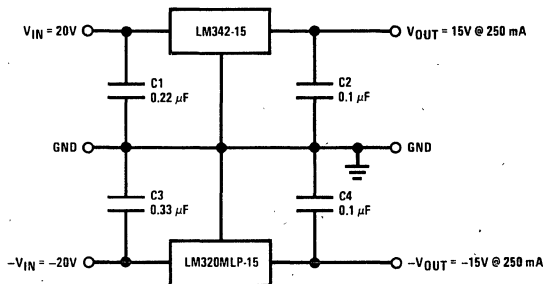 V_IN = 20V
LM342-15
V_OUT = 15V @ 250 mA
C1
0.22 μF
C2
0.1 μF
GND
GND
C3
0.33 μF
C4
0.1 μF
–V_IN = –20V
LM320MLP-15
–V_OUT = –15V @ 250 mA